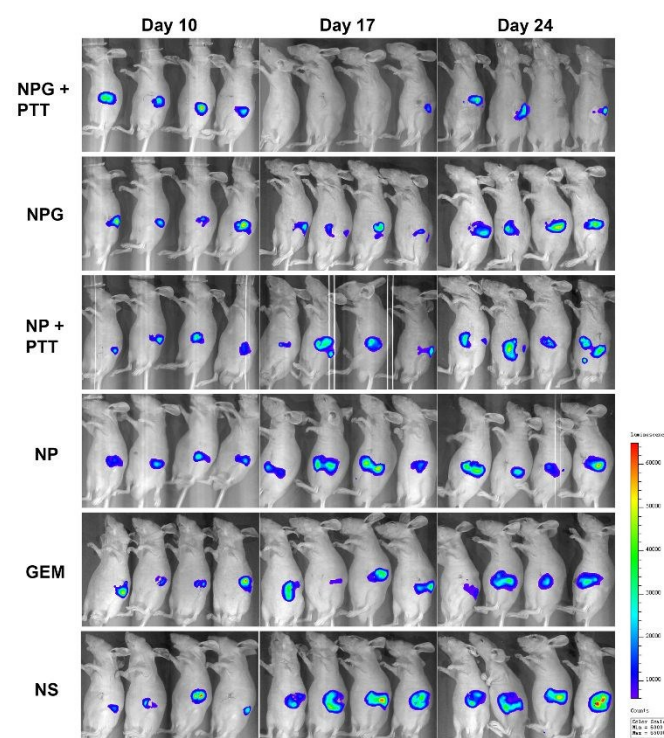 Day 10 Day 17 Day 24
NPG +
PTT
NPG
NP +
PTT
NP
GEM
NS
60000
50000
40000
30000
20000
10000
Counts